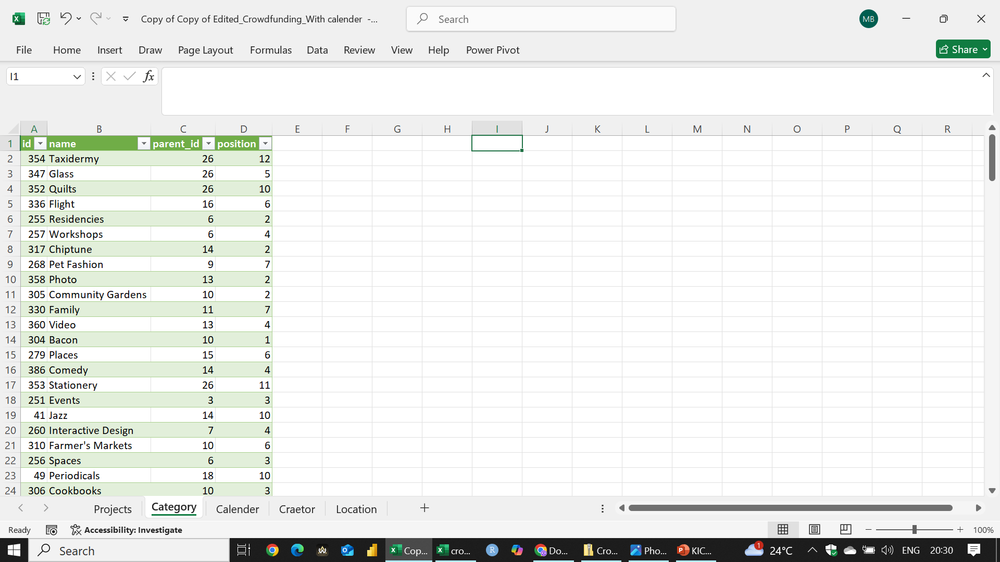 Copy of Copy of Edited_Crowdfunding_With calender -...
Search
MB
File Home Insert Draw Page Layout Formulas Data Review View Help Power Pivot
Share
I1
fx
A B C D E F G H I J K L M N O P Q R
1 id name parent_id position
2 354 Taxidermy 26 12
3 347 Glass 26 5
4 352 Quilts 26 10
5 336 Flight 16 6
6 255 Residencies 6 2
7 257 Workshops 6 4
8 317 Chiptune 14 2
9 268 Pet Fashion 9 7
10 358 Photo 13 2
11 305 Community Gardens 10 2
12 330 Family 11 7
13 360 Video 13 4
14 304 Bacon 10 1
15 279 Places 15 6
16 386 Comedy 14 4
17 353 Stationery 26 11
18 251 Events 3 3
19 41 Jazz 14 10
20 260 Interactive Design 7 4
21 310 Farmer's Markets 10 6
22 256 Spaces 6 3
23 49 Periodicals 18 10
24 306 Cookbooks 10 3
Projects Category Calender Craetor Location
Ready Accessibility: Investigate 100%
Search Cop... cro... R Do... Cro... Pho... KIC... 1 24°C ENG 20:30